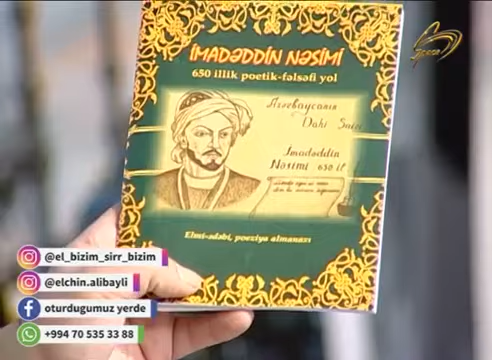 İMADƏDDİN NƏSİMİ
650 illik poetik-fəlsəfi yol
Azərbaycanın
Dahi Şairi
İmadəddin
Nəsimi 650 il
Elmi-ədəbi, poeziya almanaxı
@el_bizim_sirr_bizim
@elchin.alibayli
oturdugumuz yerde
+994 70 535 33 88
space